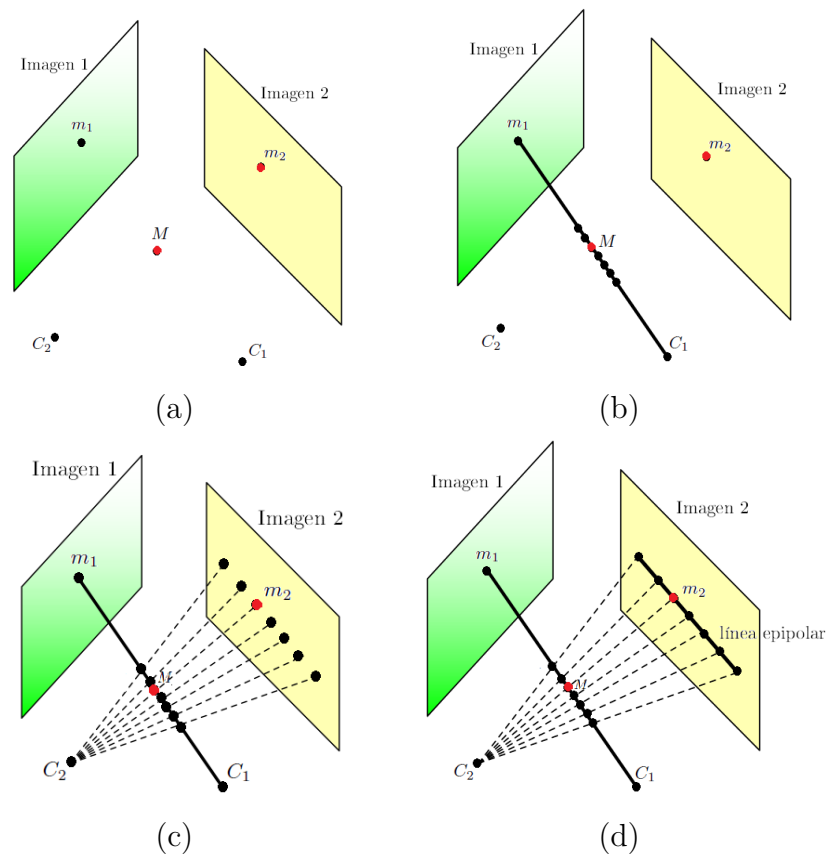 Imagen 1
m₁
Imagen 2
m₂
M
C₂
C₁
(a)
Imagen 1
m₁
Imagen 2
m₂
M
C₂
C₁
(b)
Imagen 1
m₁
Imagen 2
m₂
M
C₂
C₁
(c)
Imagen 1
m₁
Imagen 2
m₂
línea epipolar
M
C₂
C₁
(d)